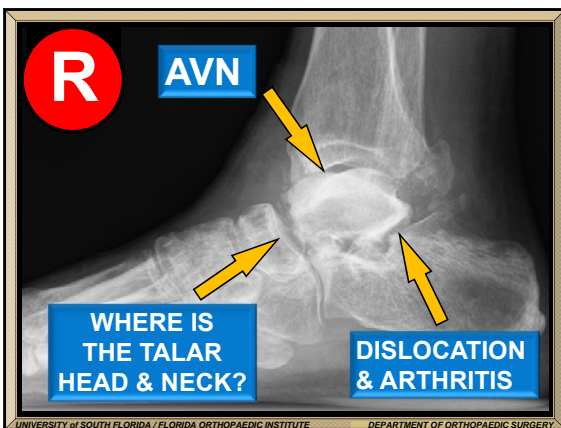 R
AVN
WHERE IS
THE TALAR
HEAD & NECK?
DISLOCATION
& ARTHRITIS
UNIVERSITY of SOUTH FLORIDA / FLORIDA ORTHOPAEDIC INSTITUTE
DEPARTMENT OF ORTHOPAEDIC SURGERY